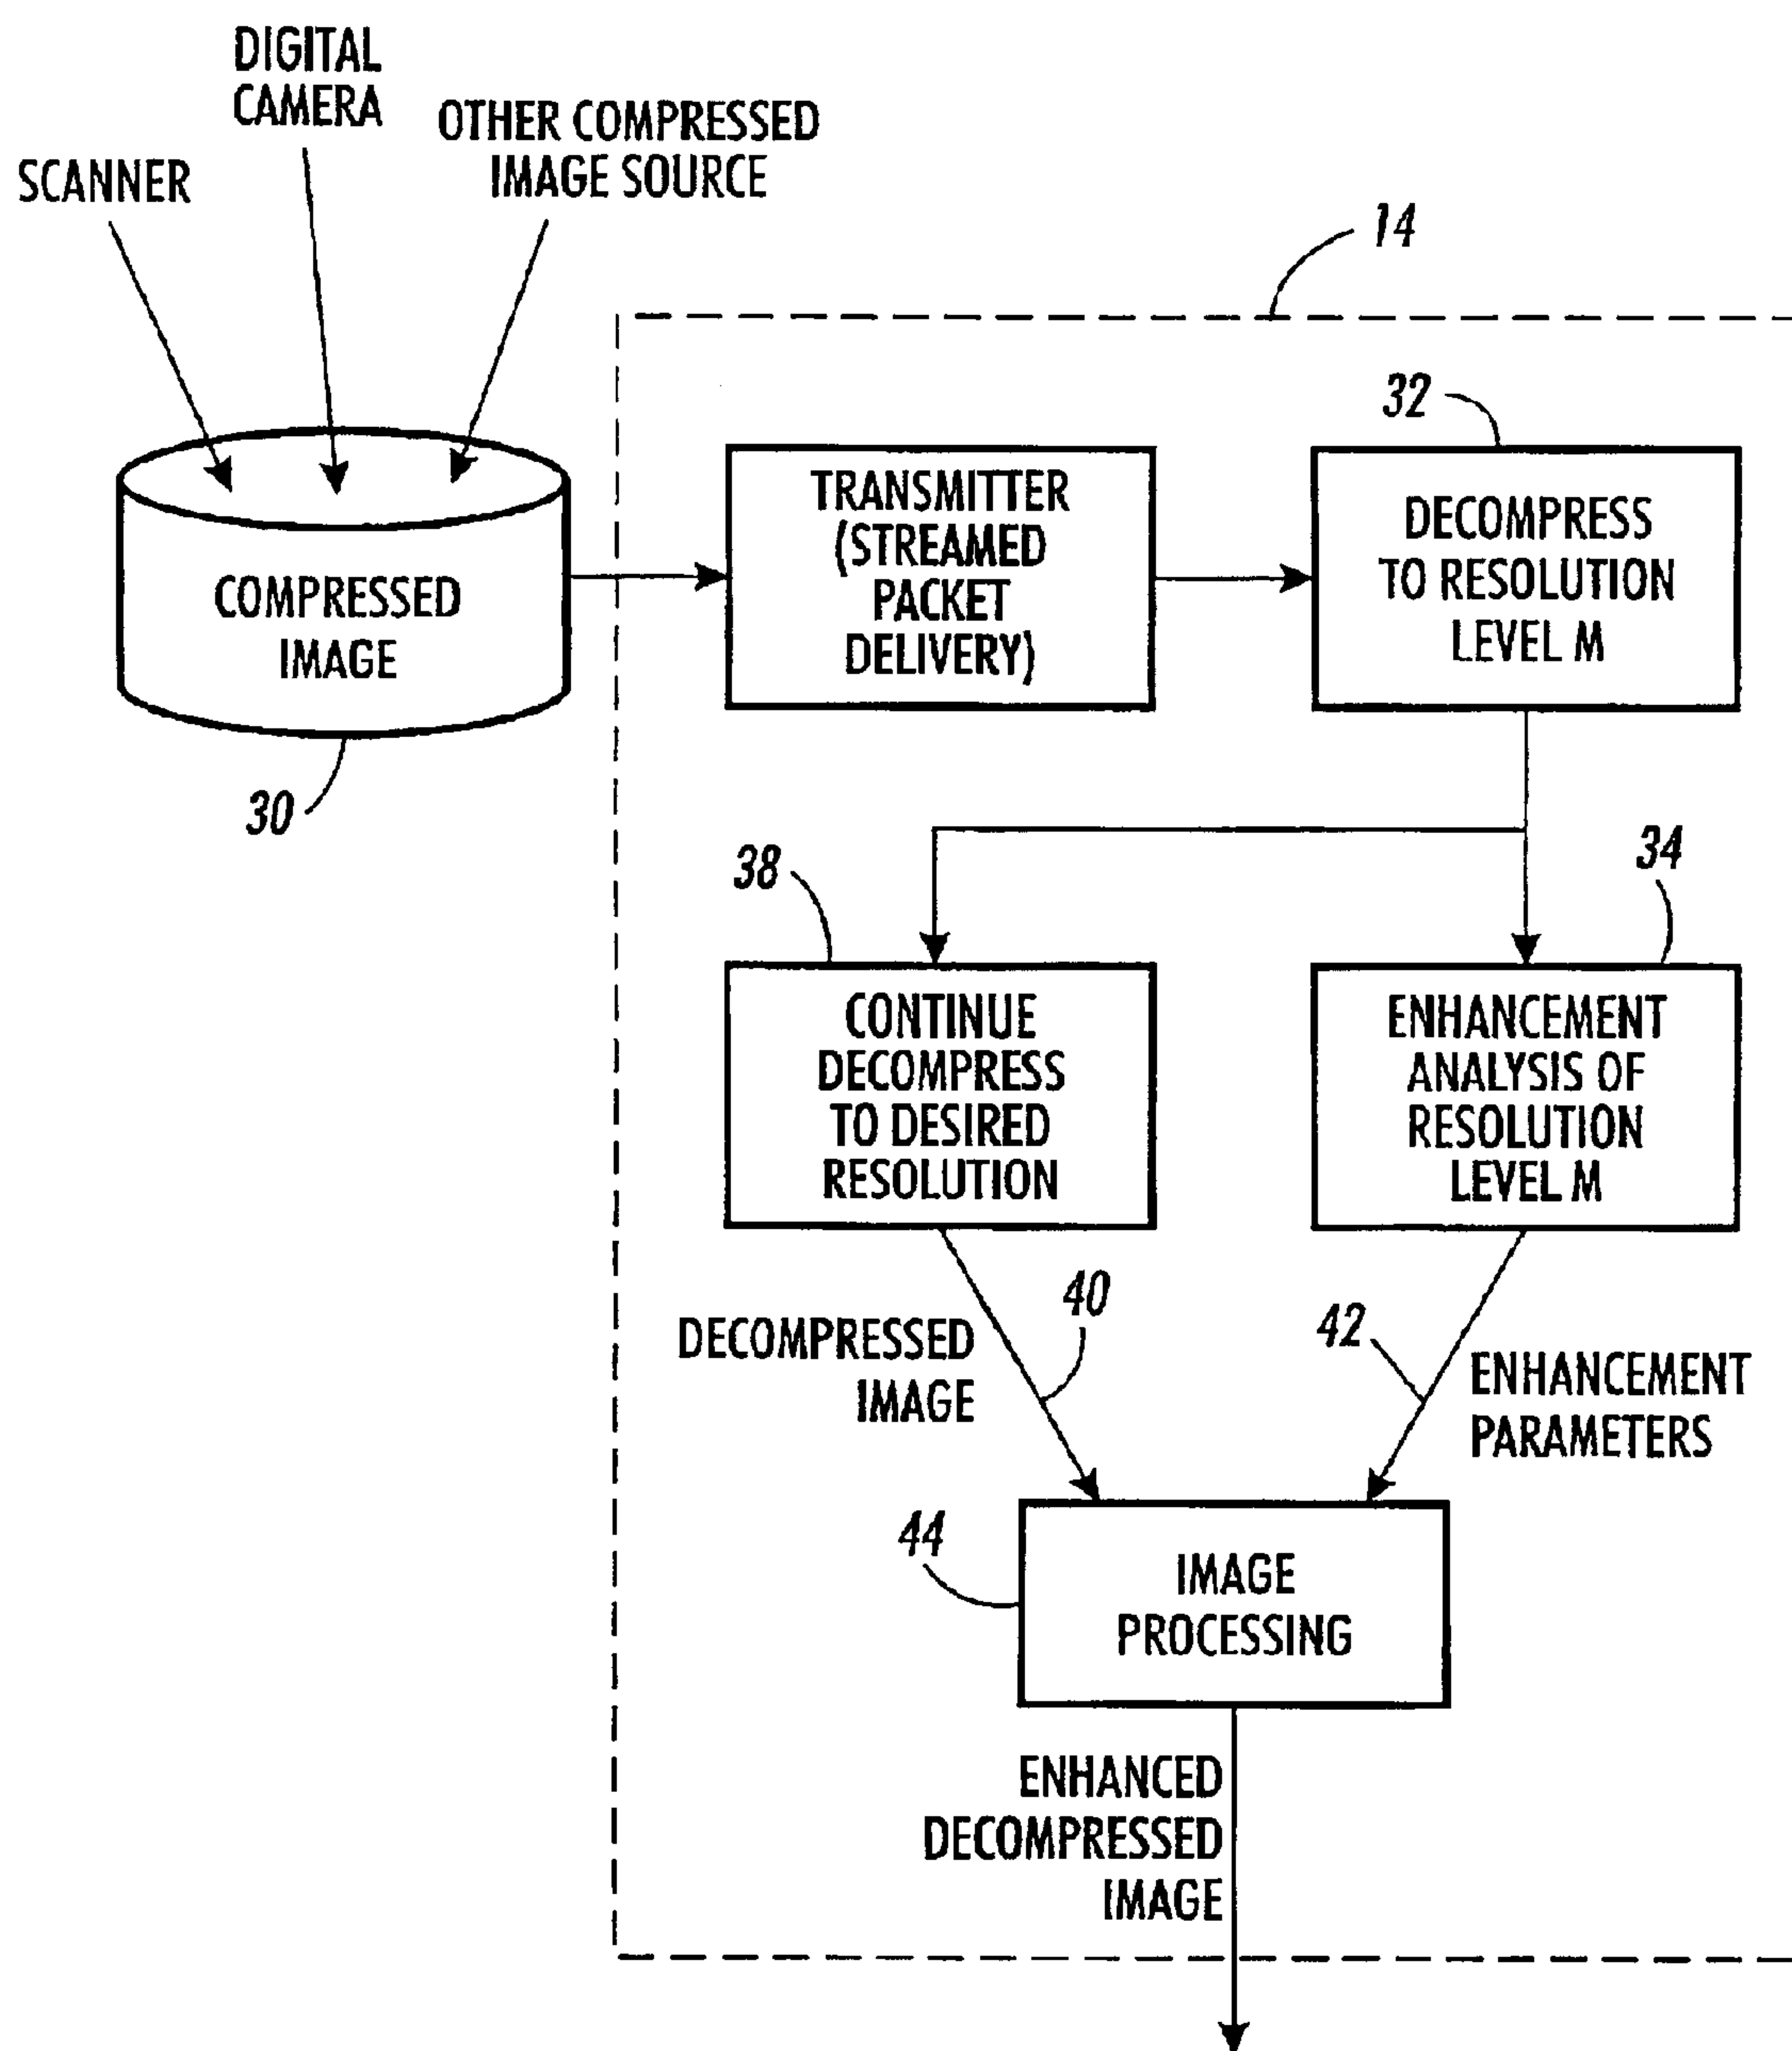 DIGITAL
CAMERA
OTHER COMPRESSED
IMAGE SOURCE
SCANNER
14
32
TRANSMITTER
(STREAMED
PACKET
DELIVERY)
DECOMPRESS
TO RESOLUTION
LEVEL M
COMPRESSED
IMAGE
30
38
34
CONTINUE
DECOMPRESS
TO DESIRED
RESOLUTION
ENHANCEMENT
ANALYSIS OF
RESOLUTION
LEVEL M
40
42
DECOMPRESSED
IMAGE
ENHANCEMENT
PARAMETERS
44
IMAGE
PROCESSING
ENHANCED
DECOMPRESSED
IMAGE